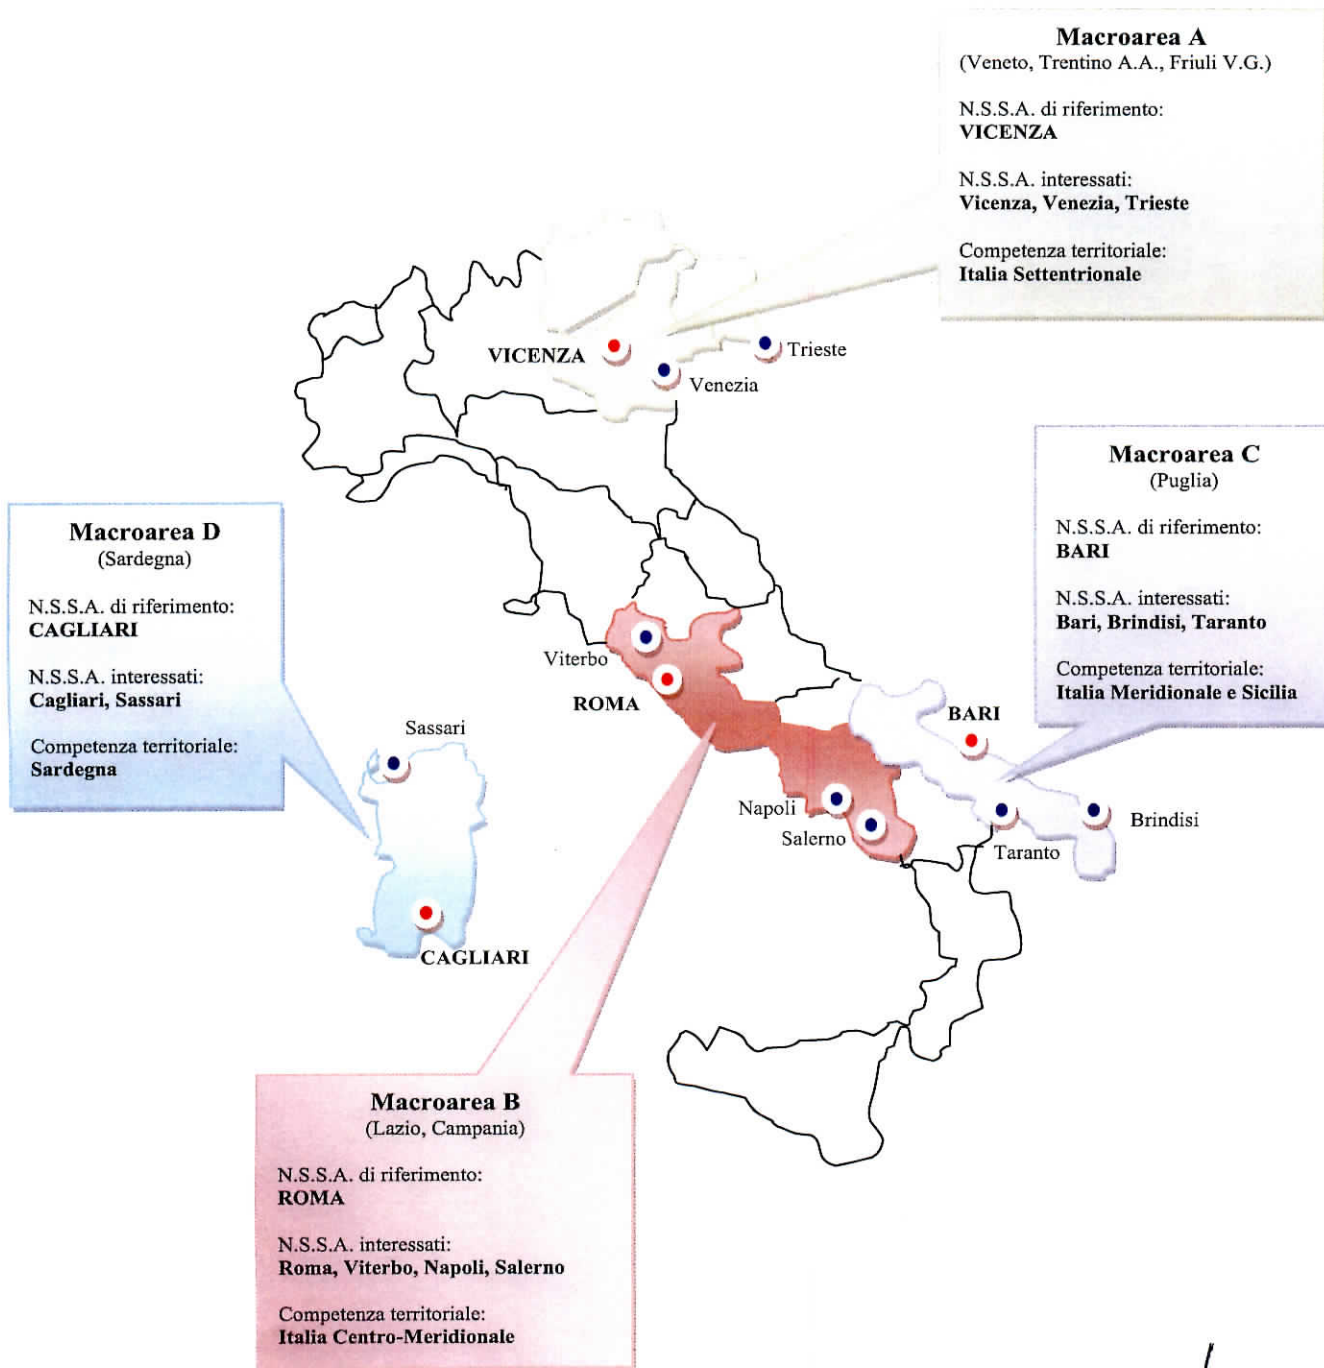 Macroarea A
(Veneto, Trentino A.A., Friuli V.G.)
N.S.S.A. di riferimento:
VICENZA
N.S.S.A. interessati:
Vicenza, Venezia, Trieste
Competenza territoriale:
Italia Settentrionale
VICENZA
Venezia
Trieste
Macroarea C
(Puglia)
N.S.S.A. di riferimento:
BARI
N.S.S.A. interessati:
Bari, Brindisi, Taranto
Competenza territoriale:
Italia Meridionale e Sicilia
Macroarea D
(Sardegna)
N.S.S.A. di riferimento:
CAGLIARI
N.S.S.A. interessati:
Cagliari, Sassari
Competenza territoriale:
Sardegna
Viterbo
ROMA
BARI
Sassari
Napoli
Salerno
Taranto
Brindisi
CAGLIARI
Macroarea B
(Lazio, Campania)
N.S.S.A. di riferimento:
ROMA
N.S.S.A. interessati:
Roma, Viterbo, Napoli, Salerno
Competenza territoriale:
Italia Centro-Meridionale